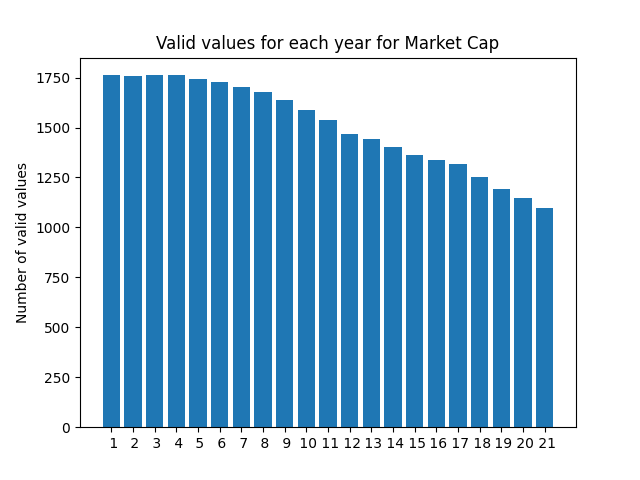 Valid values for each year for Market Cap
Number of valid values
1750
1500
1250
1000
750
500
250
0
1 2 3 4 5 6 7 8 9 10 11 12 13 14 15 16 17 18 19 20 21